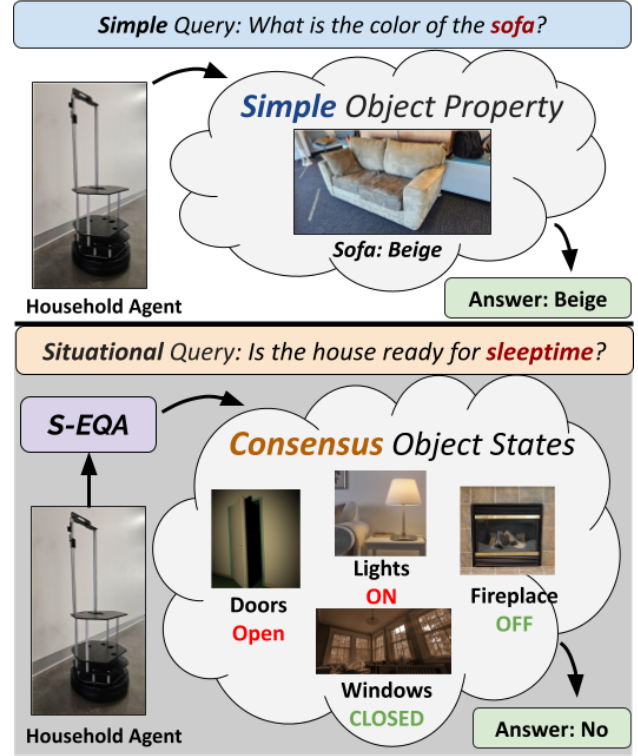 Simple Query: What is the color of the sofa?
Simple Object Property
Sofa: Beige
Household Agent
Answer: Beige
Situational Query: Is the house ready for sleeptime?
S-EQA
Consensus Object States
Doors
Open
Lights
ON
Fireplace
OFF
Windows
CLOSED
Household Agent
Answer: No